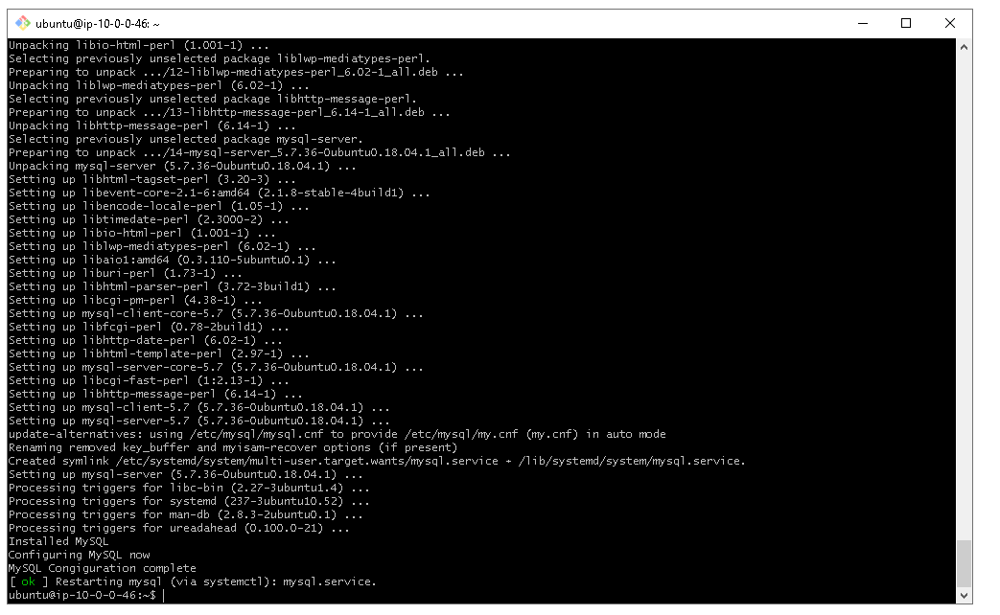 ubuntu@ip-10-0-0-46: ~
Unpacking libio-html-perl (1.001-1) ...
Selecting previously unselected package liblwp-mediatypes-perl.
Preparing to unpack .../12-liblwp-mediatypes-perl_6.02-1_all.deb ...
Unpacking liblwp-mediatypes-perl (6.02-1) ...
Selecting previously unselected package libhttp-message-perl.
Preparing to unpack .../13-libhttp-message-perl_6.14-1_all.deb ...
Unpacking libhttp-message-perl (6.14-1) ...
Selecting previously unselected package mysql-server.
Preparing to unpack .../14-mysql-server_5.7.36-0ubuntu0.18.04.1_all.deb ...
Unpacking mysql-server (5.7.36-0ubuntu0.18.04.1) ...
Setting up libhtml-tagset-perl (3.20-3) ...
Setting up libevent-core-2.1-6:amd64 (2.1.8-stable-4build1) ...
Setting up libencode-locale-perl (1.05-1) ...
Setting up libtimedate-perl (2.3000-2) ...
Setting up libio-html-perl (1.001-1) ...
Setting up liblwp-mediatypes-perl (6.02-1) ...
Setting up libaio1:amd64 (0.3.110-5ubuntu0.1) ...
Setting up liburi-perl (1.73-1) ...
Setting up libhtml-parser-perl (3.72-3build1) ...
Setting up libcgi-pm-perl (4.38-1) ...
Setting up mysql-client-core-5.7 (5.7.36-0ubuntu0.18.04.1) ...
Setting up libfcgi-perl (0.78-2build1) ...
Setting up libhttp-date-perl (6.02-1) ...
Setting up libhtml-template-perl (2.97-1) ...
Setting up mysql-server-core-5.7 (5.7.36-0ubuntu0.18.04.1) ...
Setting up libcgi-fast-perl (1:2.13-1) ...
Setting up libhttp-message-perl (6.14-1) ...
Setting up mysql-client-5.7 (5.7.36-0ubuntu0.18.04.1) ...
Setting up mysql-server-5.7 (5.7.36-0ubuntu0.18.04.1) ...
update-alternatives: using /etc/mysql/mysql.cnf to provide /etc/mysql/my.cnf (my.cnf) in auto mode
Renaming removed key_buffer and myisam-recover options (if present)
Created symlink /etc/systemd/system/multi-user.target.wants/mysql.service → /lib/systemd/system/mysql.service.
Setting up mysql-server (5.7.36-0ubuntu0.18.04.1) ...
Processing triggers for libc-bin (2.27-3ubuntu1.4) ...
Processing triggers for systemd (237-3ubuntu10.52) ...
Processing triggers for man-db (2.8.3-2ubuntu0.1) ...
Processing triggers for ureadahead (0.100.0-21) ...
Installed MySQL
Configuring MySQL now
MySQL Congiguration complete
[ ok ] Restarting mysql (via systemctl): mysql.service.
ubuntu@ip-10-0-0-46:~$